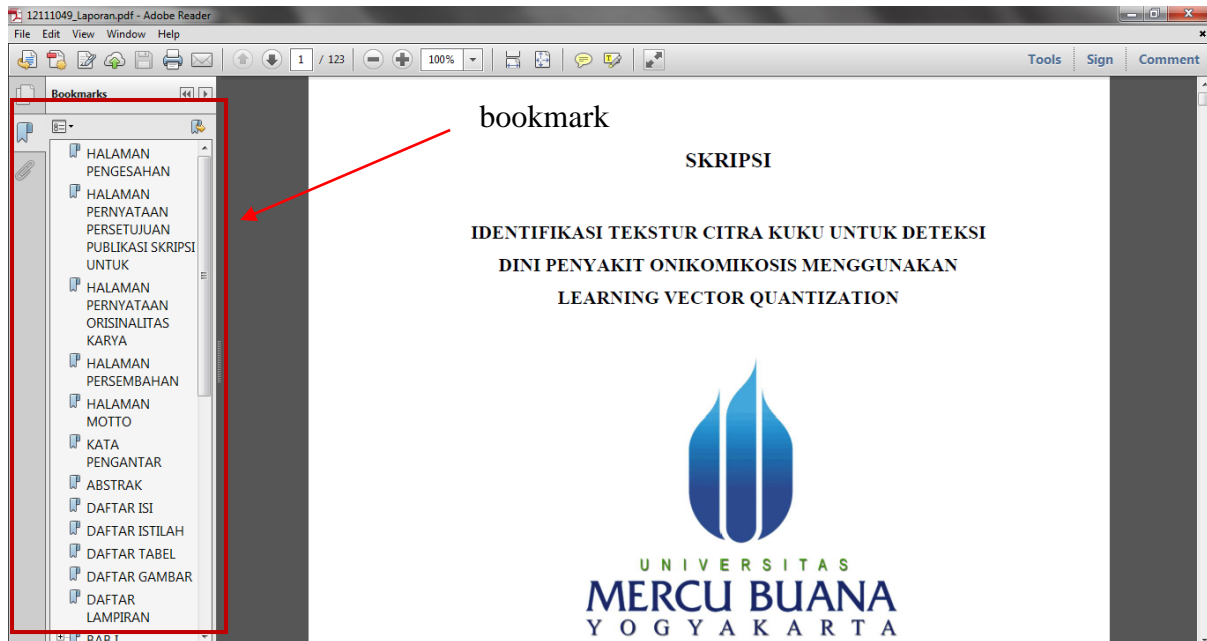 12111049_Laporan.pdf - Adobe Reader
File Edit View Window Help
1 / 123 100% Tools Sign Comment
Bookmarks
HALAMAN
PENGESAHAN
HALAMAN
PERNYATAAN
PERSETUJUAN
PUBLIKASI SKRIPSI
UNTUK
HALAMAN
PERNYATAAN
ORISINALITAS
KARYA
HALAMAN
PERSEMBAHAN
HALAMAN
MOTTO
KATA
PENGANTAR
ABSTRAK
DAFTAR ISI
DAFTAR ISTILAH
DAFTAR TABEL
DAFTAR GAMBAR
DAFTAR
LAMPIRAN
BAB I
bookmark
SKRIPSI
IDENTIFIKASI TEKSTUR CITRA KUKU UNTUK DETEKSI
DINI PENYAKIT ONIKOMIKOSIS MENGGUNAKAN
LEARNING VECTOR QUANTIZATION
UNIVERSITAS
MERCU BUANA
YOGYAKARTA